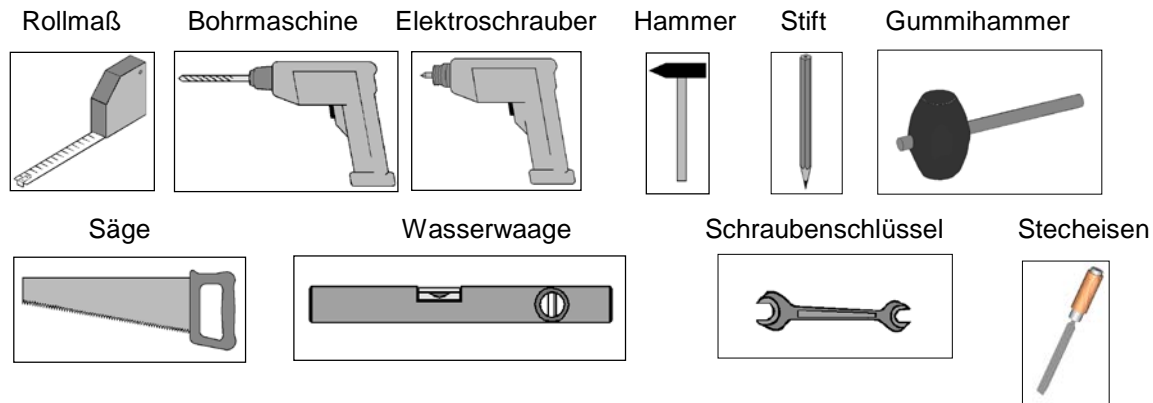 Rollmaß Bohrmaschine Elektroschrauber Hammer Stift Gummihammer
Säge Wasserwaage Schraubenschlüssel Stecheisen